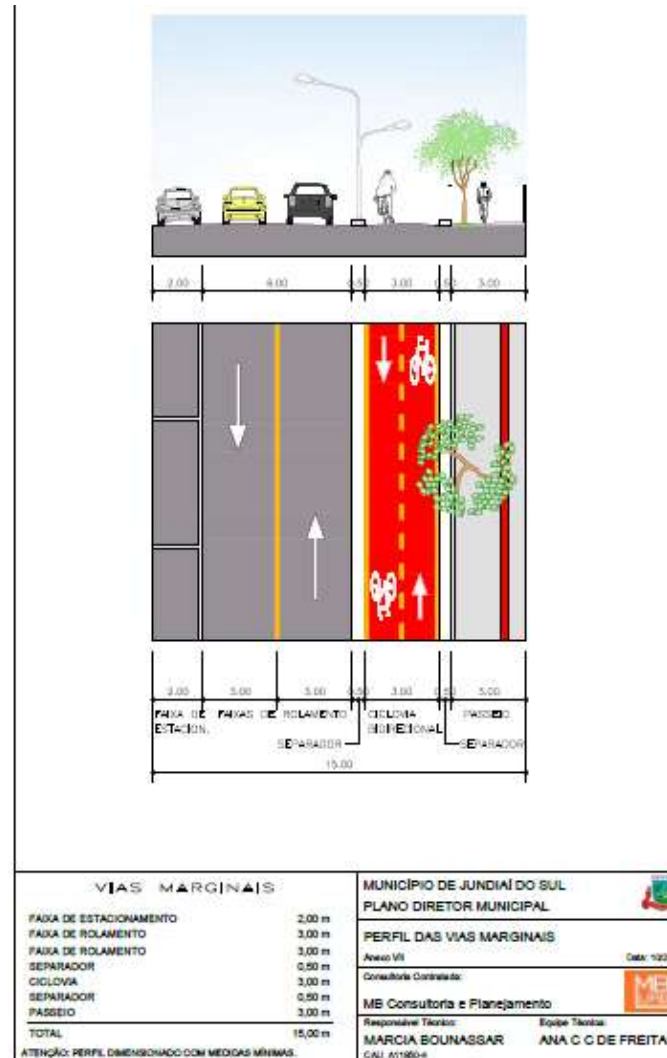 2.00 6.00 0.50 3.00 0.50 3.00
2.00 3.00 3.00 0.50 3.00 0.50 3.00
FAIXA DE ESTACION. FAIXAS DE ROLAMENTO CICLOVIA BIDIRECIONAL PASSEIO
SEPARADOR SEPARADOR
15.00
VIAS MARGINAIS
FAIXA DE ESTACIONAMENTO 2,00 m
FAIXA DE ROLAMENTO 3,00 m
FAIXA DE ROLAMENTO 3,00 m
SEPARADOR 0,50 m
CICLOVIA 3,00 m
SEPARADOR 0,50 m
PASSEIO 3,00 m
TOTAL 15,00 m
ATENÇÃO: PERFIL DIMENSIONADO COM MEDIDAS MÍNIMAS.
MUNICÍPIO DE JUNDIAÍ DO SUL
PLANO DIRETOR MUNICIPAL
PERFIL DAS VIAS MARGINAIS
Anexo VII Data:
Consultoria Contratada:
MB Consultoria e Planejamento
Responsável Técnico: Equipe Técnica:
MARCIA BOUNASSAR ANA C C DE FREITA
CAU